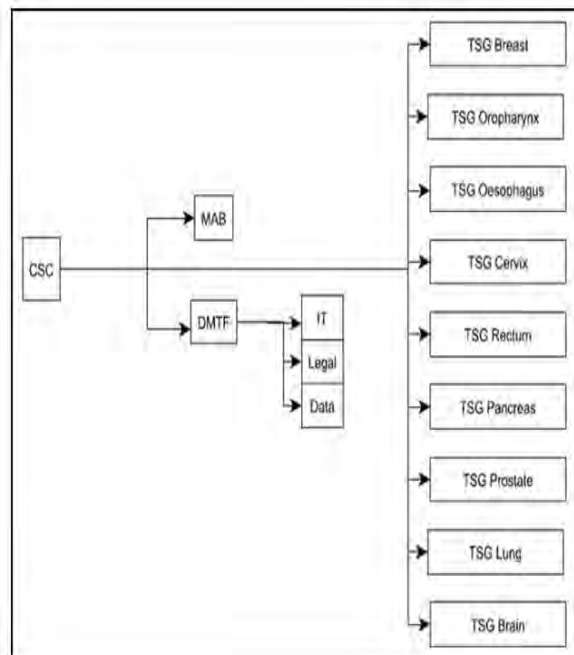 TSG Breast
TSG Oropharynx
TSG Oesophagus
MAB
CSC
TSG Cervix
DMTF
IT
TSG Rectum
Legal
Data
TSG Pancreas
TSG Prostate
TSG Lung
TSG Brain